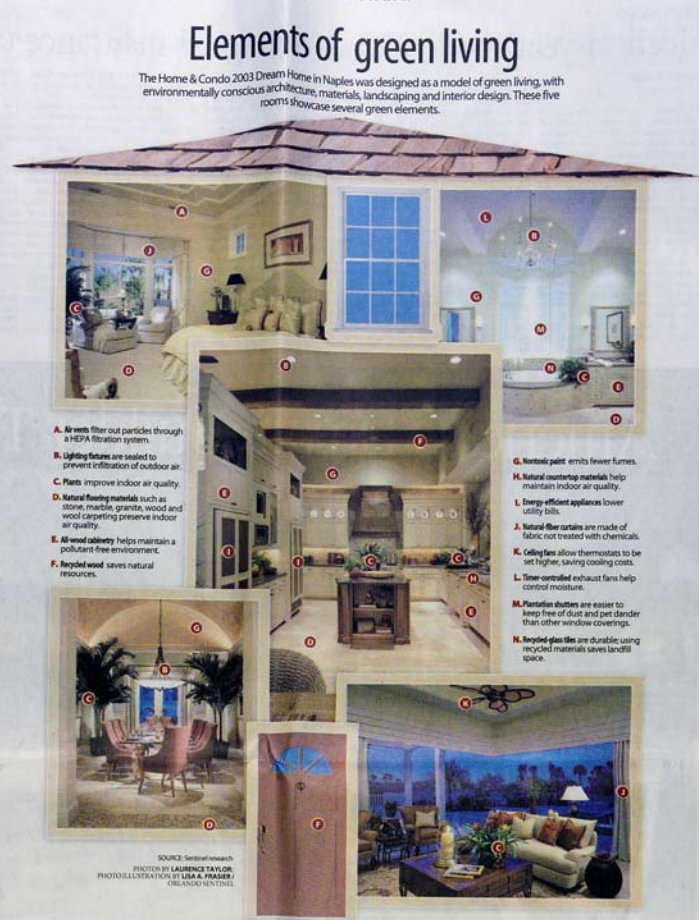 Elements of green living
The Home & Condo 2003 Dream Home in Naples was designed as a model of green living, with
environmentally conscious architecture, materials, landscaping and interior design. These five
rooms showcase several green elements.
A
J
G
C
D
L
B
G
M
N
C
E
D
B
F
G
E
I
I
C
C
H
E
D
A. Air vents filter out particles through
a HEPA filtration system.
B. Lighting fixtures are sealed to
prevent infiltration of outdoor air.
C. Plants improve indoor air quality.
D. Natural flooring materials such as
stone, marble, granite, wood and
wool carpeting preserve indoor
air quality.
E. All-wood cabinetry helps maintain a
pollutant-free environment.
F. Recycled wood saves natural
resources.
G. Nontoxic paint emits fewer fumes.
H. Natural countertop materials help
maintain indoor air quality.
I. Energy-efficient appliances lower
utility bills.
J. Natural-fiber curtains are made of
fabric not treated with chemicals.
K. Ceiling fans allow thermostats to be
set higher, saving cooling costs.
L. Timer-controlled exhaust fans help
control moisture.
M. Plantation shutters are easier to
keep free of dust and pet dander
than other window coverings.
N. Recycled-glass tiles are durable; using
recycled materials saves landfill
space.
G
B
C
D
F
K
J
C
SOURCE: Sentinel research
PHOTOS BY LAURENCE TAYLOR;
PHOTO ILLUSTRATION BY LISA A. FRASIER /
ORLANDO SENTINEL